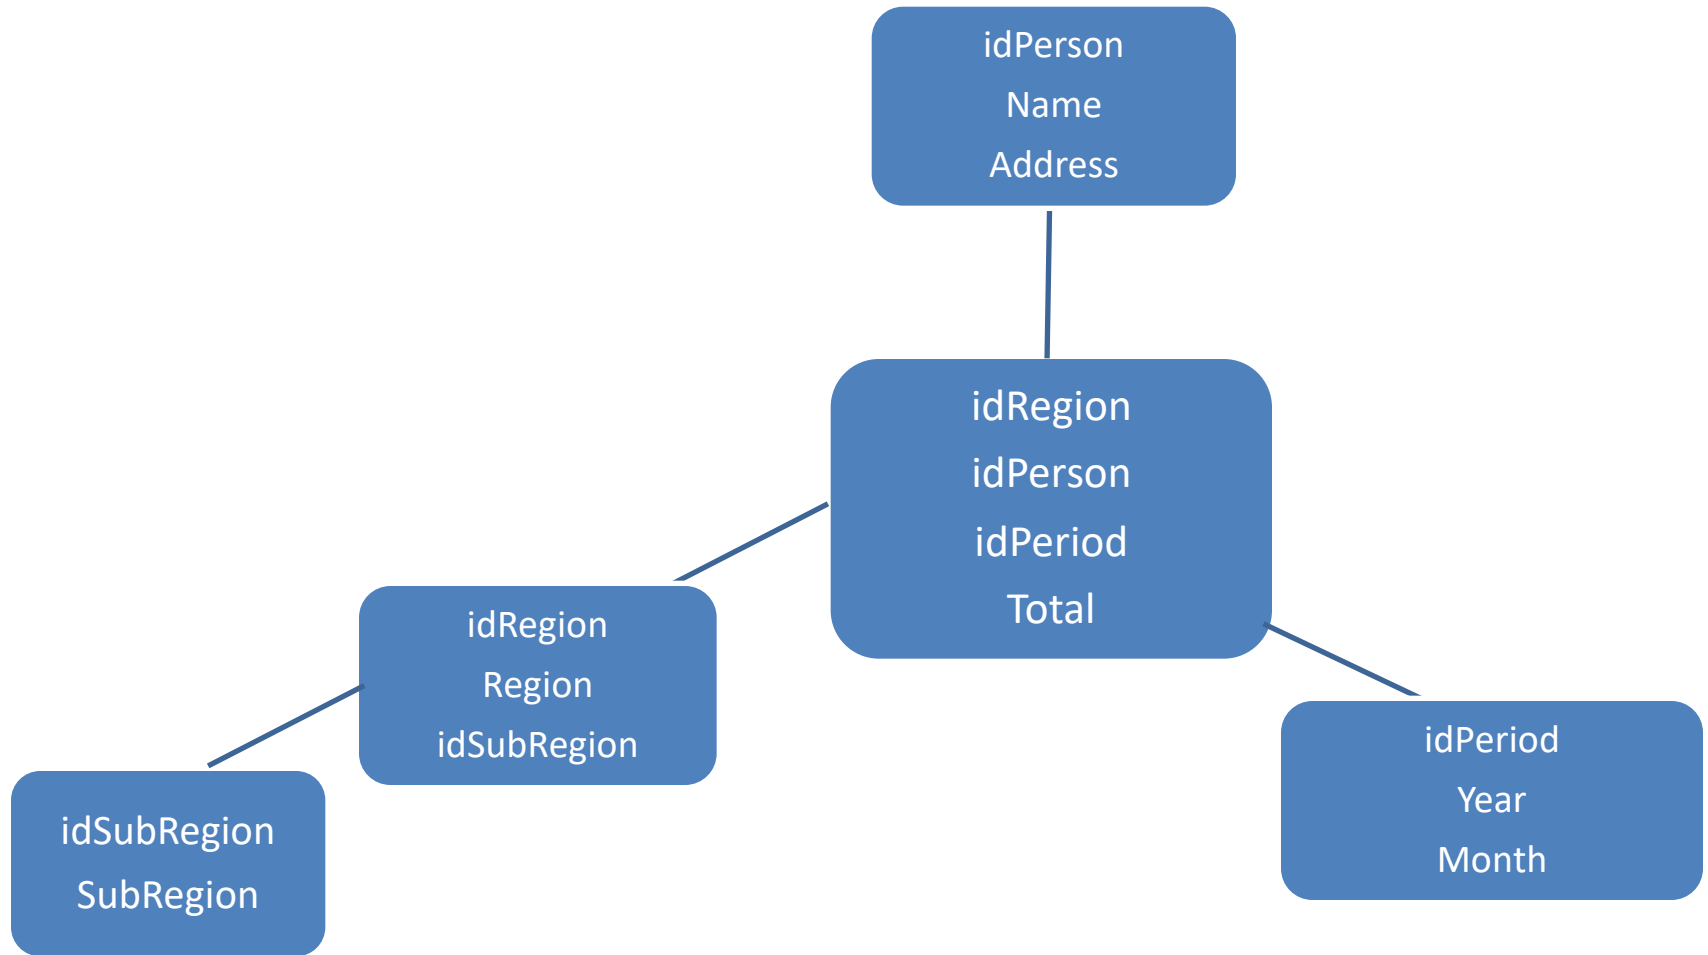 idPerson
Name
Address
idRegion
idPerson
idPeriod
Total
idRegion
Region
idSubRegion
idSubRegion
SubRegion
idPeriod
Year
Month